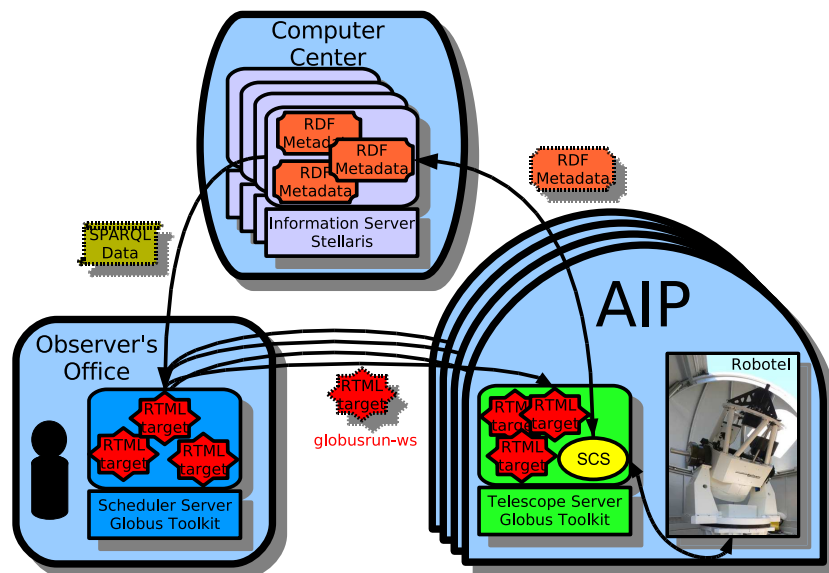 Computer
Center
RDF
Metadata
RDF
Metadata
RDF
Metadata
Information Server
Stellaris
RDF
Metadata
SPARQL
Data
AIP
Robotel
Observer's
Office
RTML
target
RTML
target
RTML
target
Scheduler Server
Globus Toolkit
RTML
target
globusrun-ws
RTML
target
RTML
target
RTML
target
SCS
Telescope Server
Globus Toolkit